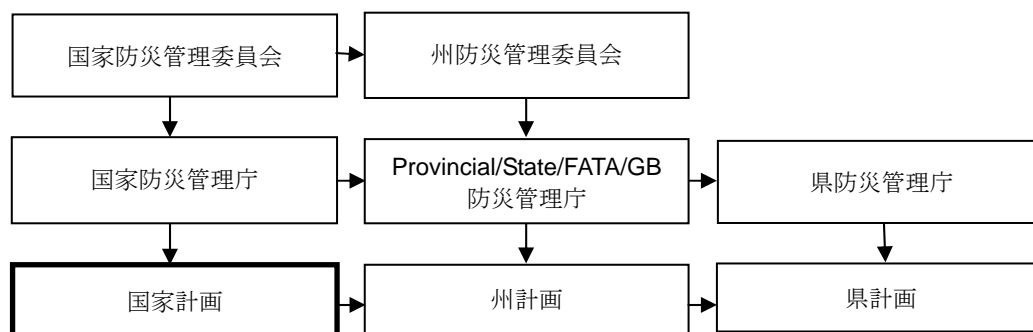 国家防災管理委員会
州防災管理委員会
国家防災管理庁
Provincial/State/FATA/GB
防災管理庁
県防災管理庁
国家計画
州計画
県計画